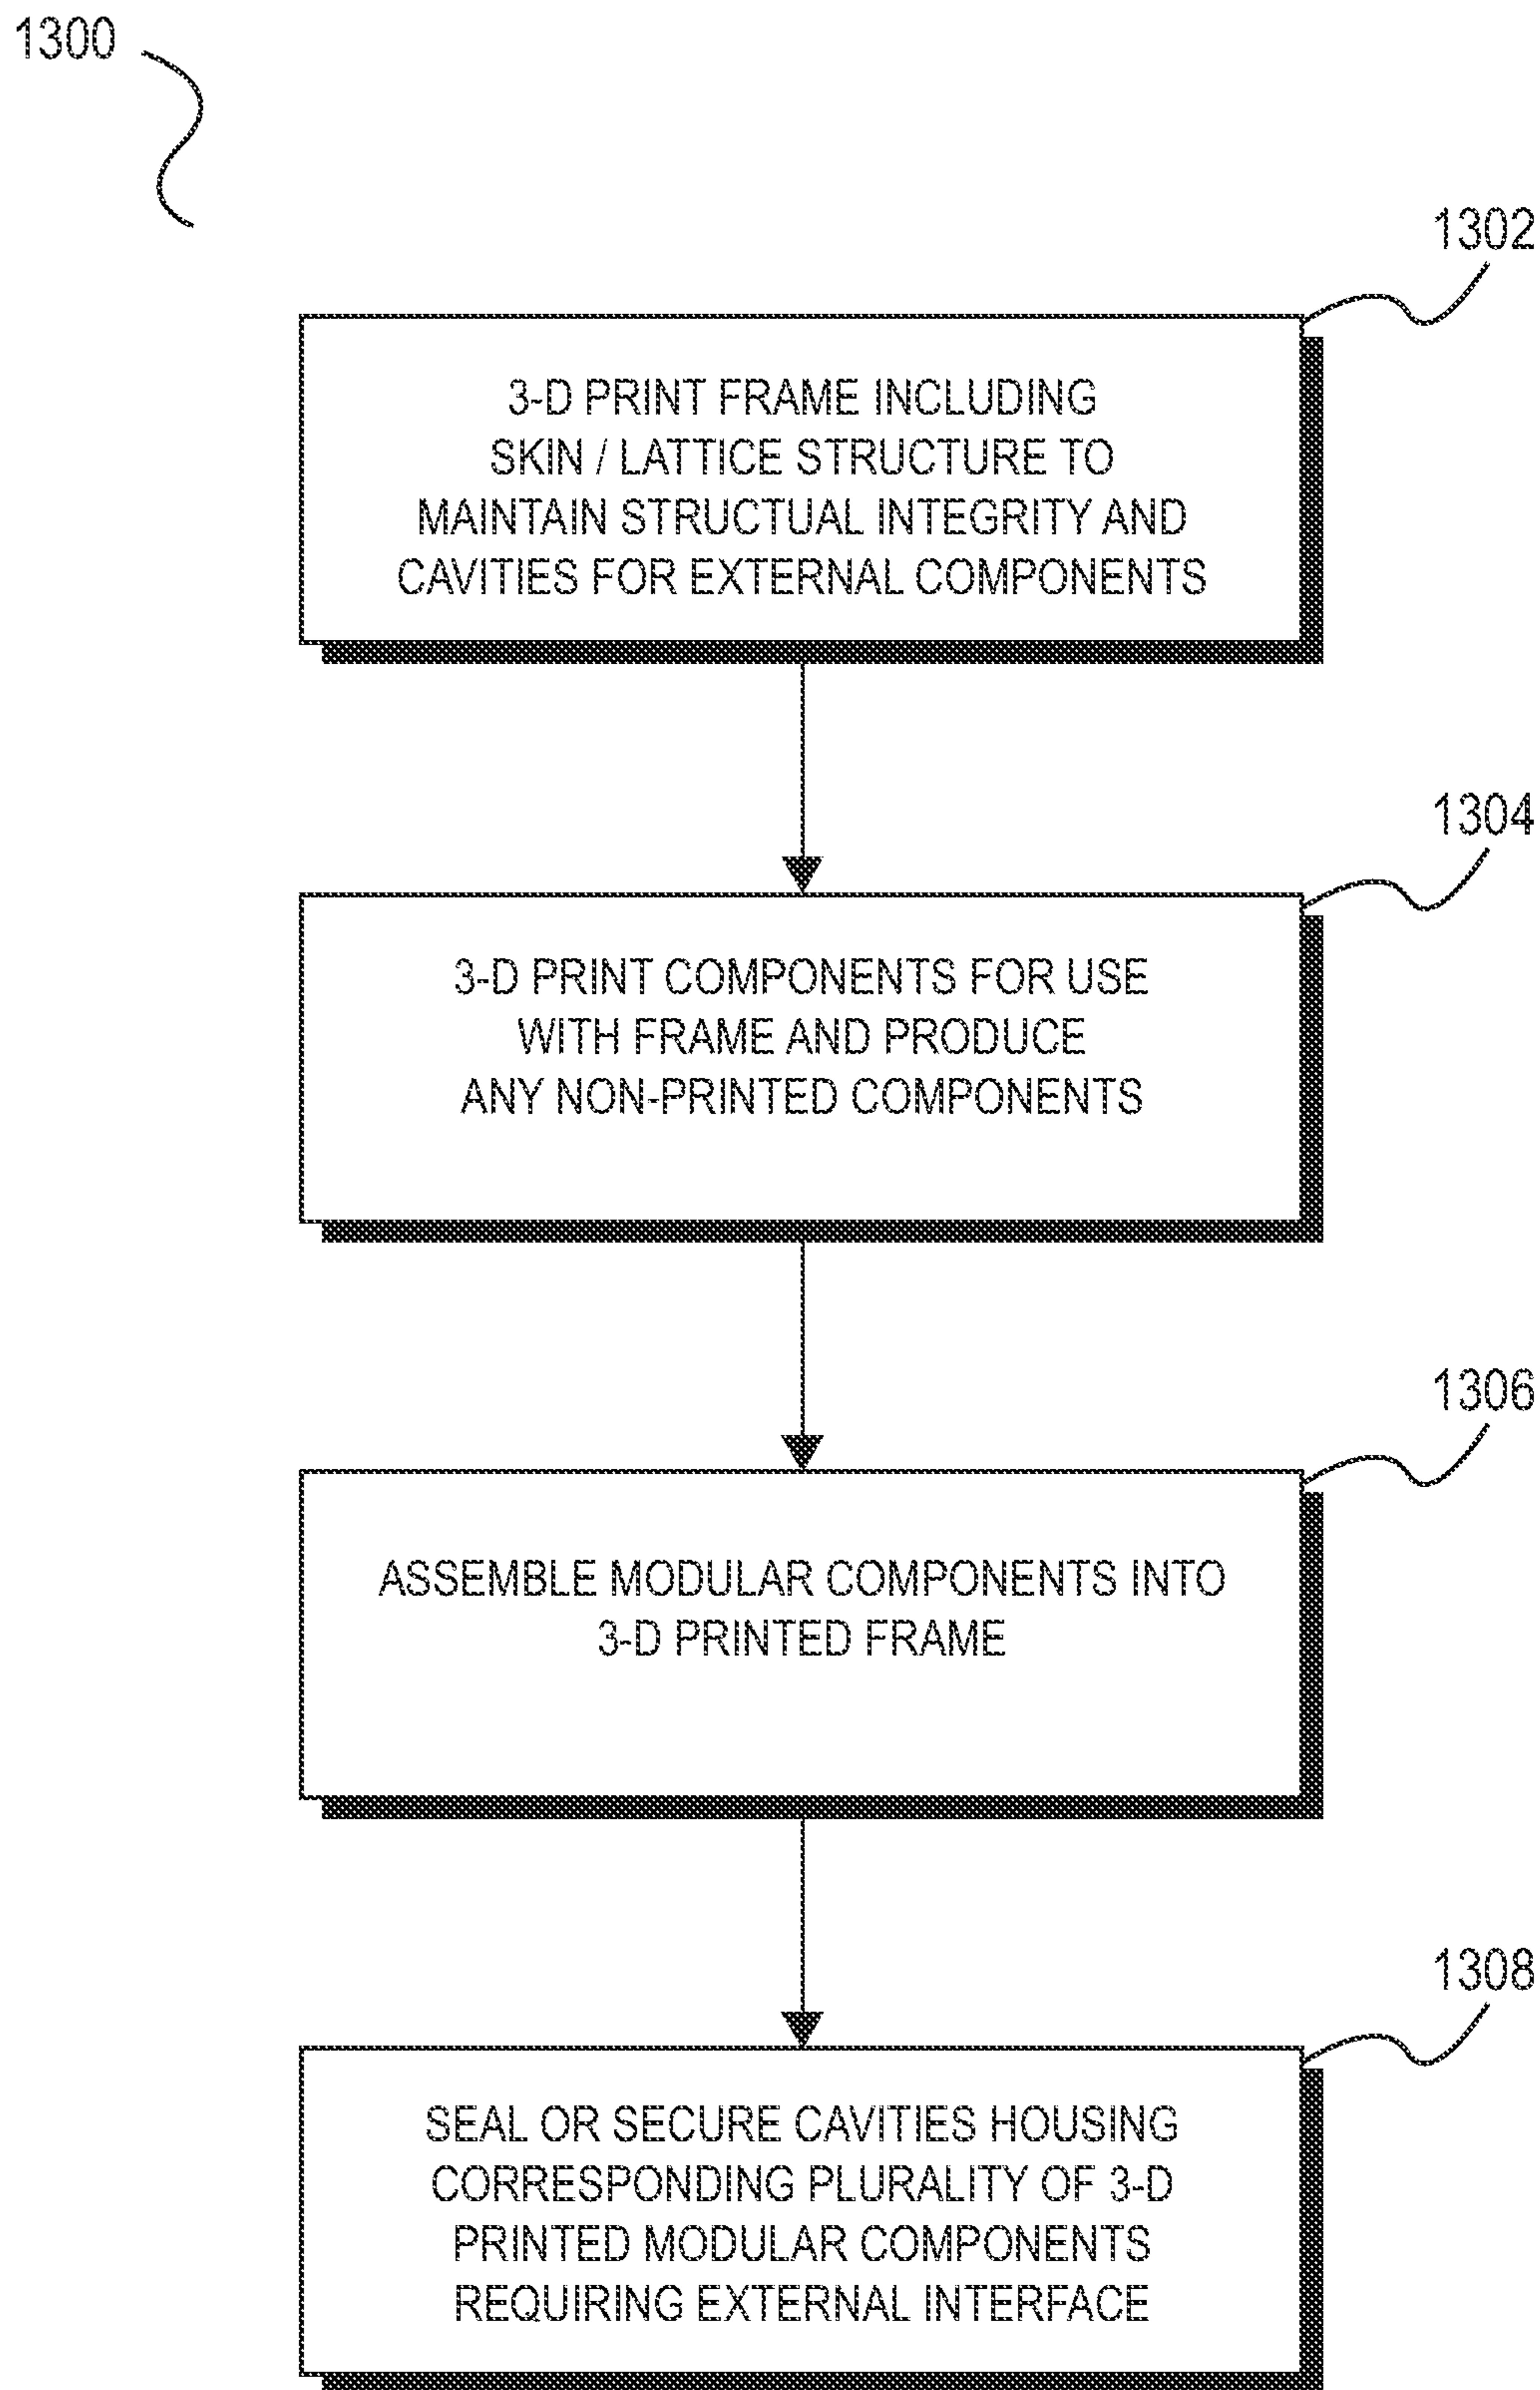 1300
1302
3-D PRINT FRAME INCLUDING
SKIN / LATTICE STRUCTURE TO
MAINTAIN STRUCTUAL INTEGRITY AND
CAVITIES FOR EXTERNAL COMPONENTS
1304
3-D PRINT COMPONENTS FOR USE
WITH FRAME AND PRODUCE
ANY NON-PRINTED COMPONENTS
1306
ASSEMBLE MODULAR COMPONENTS INTO
3-D PRINTED FRAME
1308
SEAL OR SECURE CAVITIES HOUSING
CORRESPONDING PLURALITY OF 3-D
PRINTED MODULAR COMPONENTS
REQUIRING EXTERNAL INTERFACE